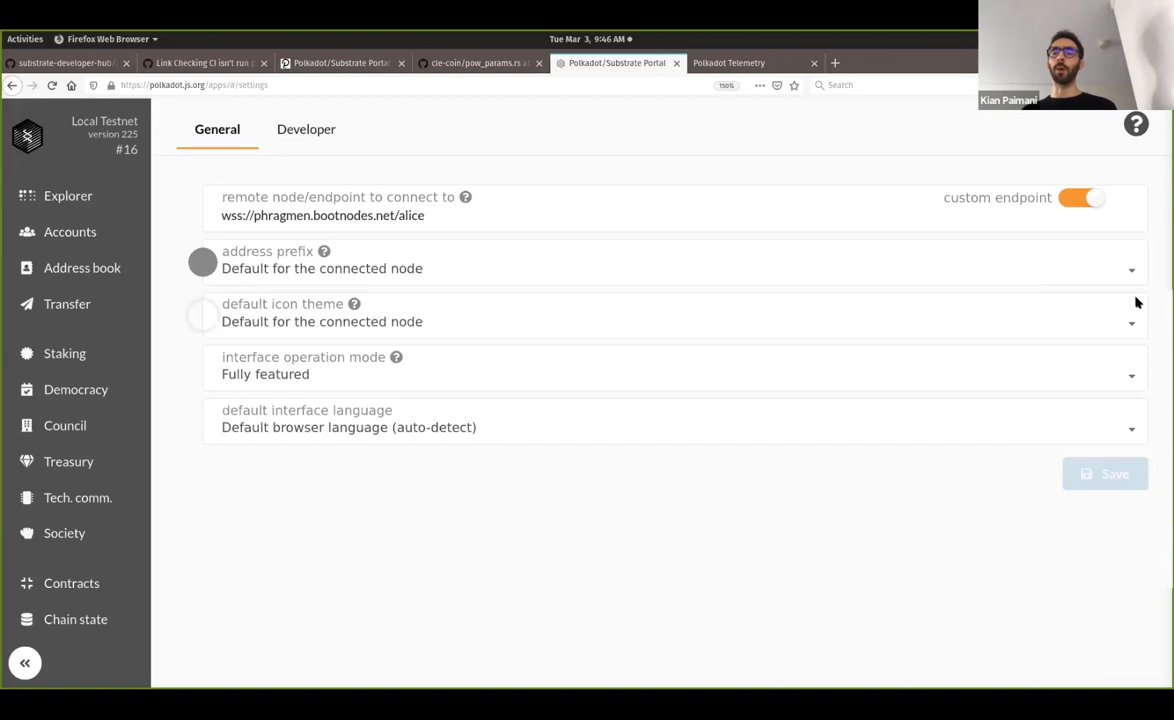 Activities
Firefox Web Browser
Tue Mar 3, 9:46 AM
substrate-developer-hub/
Link Checking CI isn't run
Polkadot/Substrate Portal
cle-coin/pow_params.rs at
Polkadot/Substrate Portal
Polkadot Telemetry
https://polkadot.js.org/apps/#/settings
150%
Search
Kian Paimani
Local Testnet
version 225
#16
General
Developer
Explorer
Accounts
Address book
Transfer
Staking
Democracy
Council
Treasury
Tech. comm.
Society
Contracts
Chain state
remote node/endpoint to connect to
wss://phragmen.bootnodes.net/alice
custom endpoint
address prefix
Default for the connected node
default icon theme
Default for the connected node
interface operation mode
Fully featured
default interface language
Default browser language (auto-detect)
Save